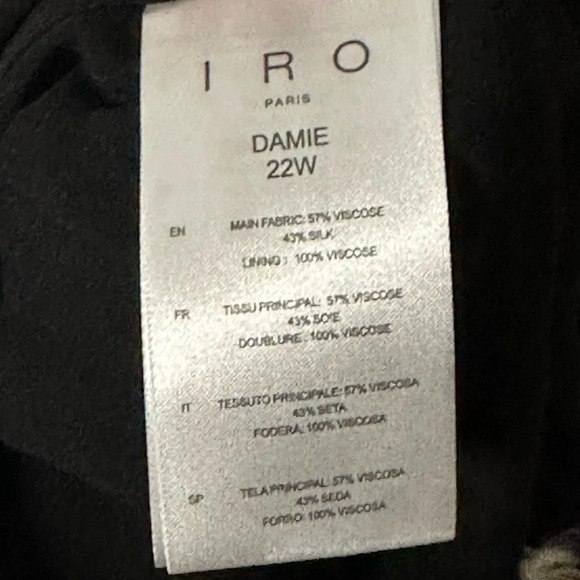 IRO
PARIS
DAMIE
22W
EN
MAIN FABRIC: 57% VISCOSE
43% SILK
LINING : 100% VISCOSE
FR
TISSU PRINCIPAL: 57% VISCOSE
43% SOIE
DOUBLURE: 100% VISCOSE
IT
TESSUTO PRINCIPALE: 57% VISCOSA
43% SETA
FODERA: 100% VISCOSA
SP
TELA PRINCIPAL: 57% VISCOSA
43% SEDA
FORRO: 100% VISCOSA